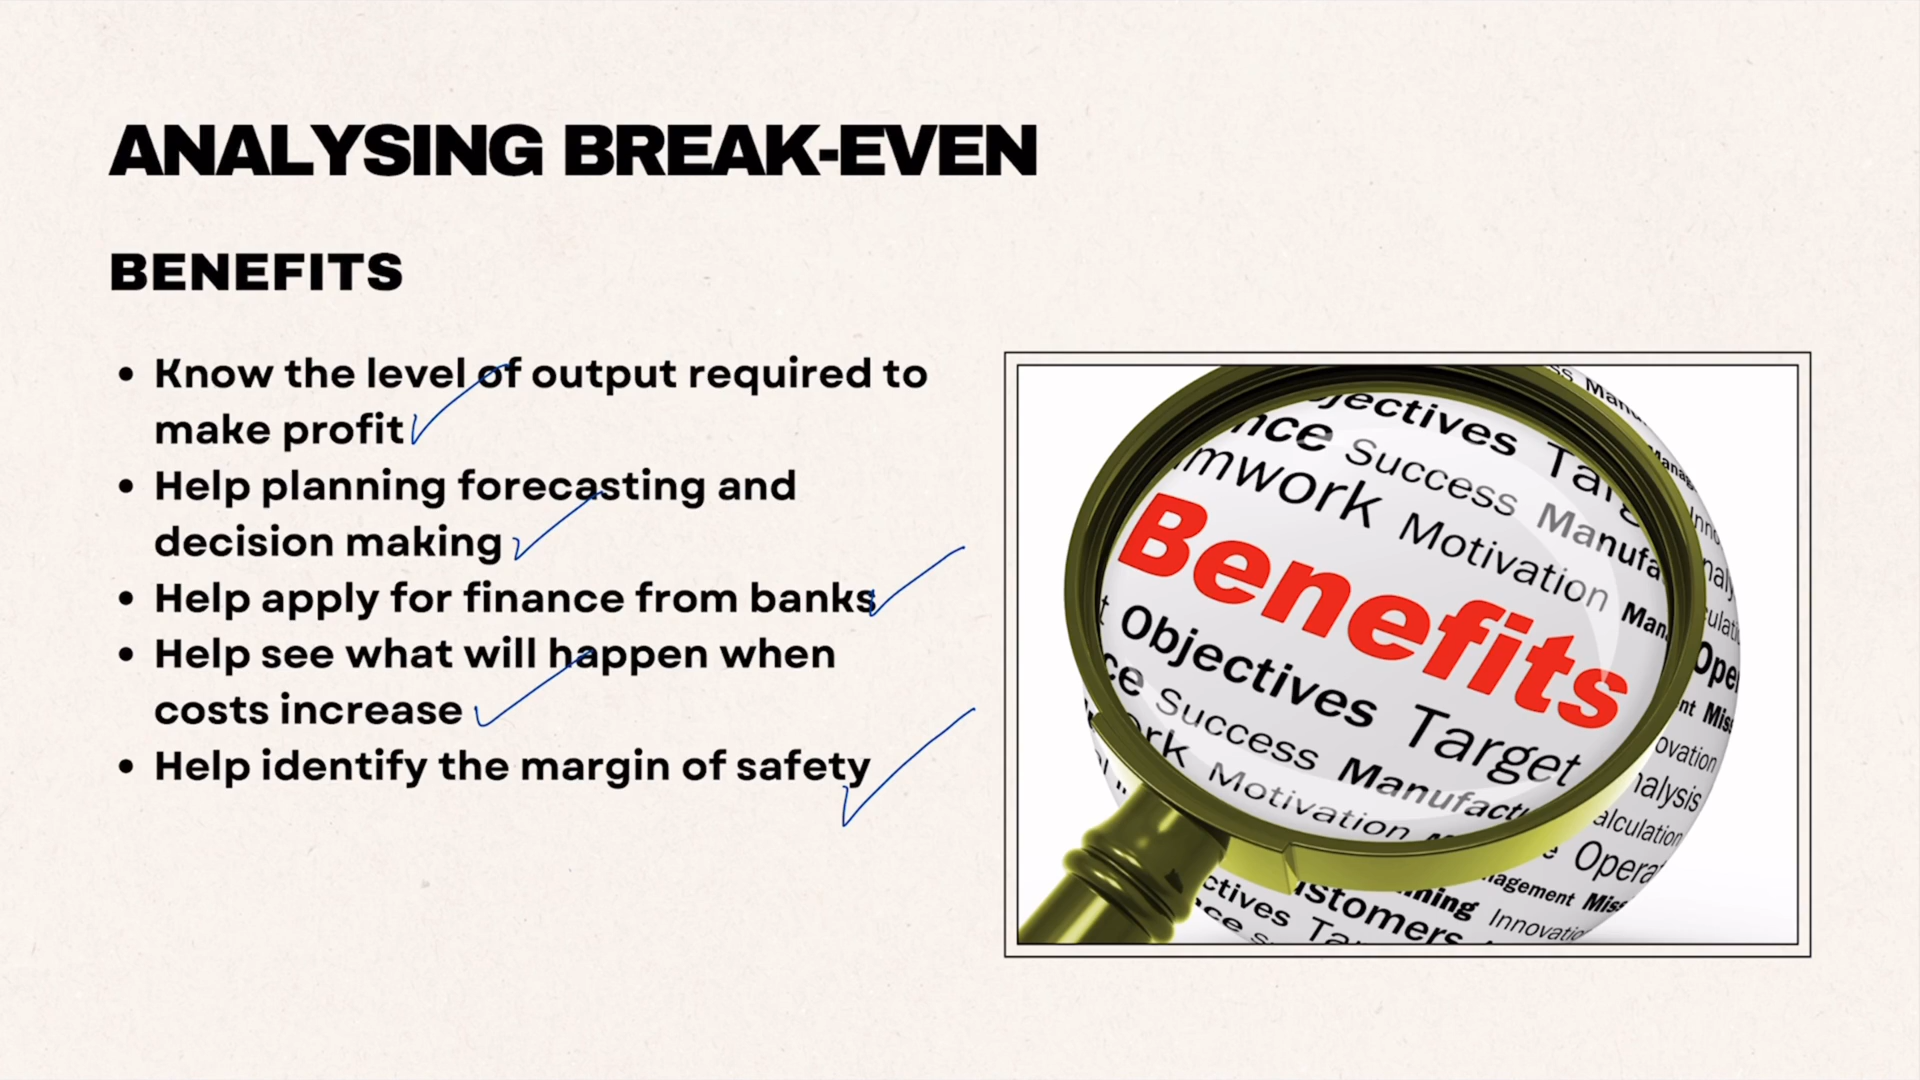 ANALYSING BREAK-EVEN
BENEFITS
• Know the level of output required to
make profit
• Help planning forecasting and
decision making
• Help apply for finance from banks
• Help see what will happen when
costs increase
• Help identify the margin of safety
Success
Motivation
Benefits
Objectives
Success Target
Motivation